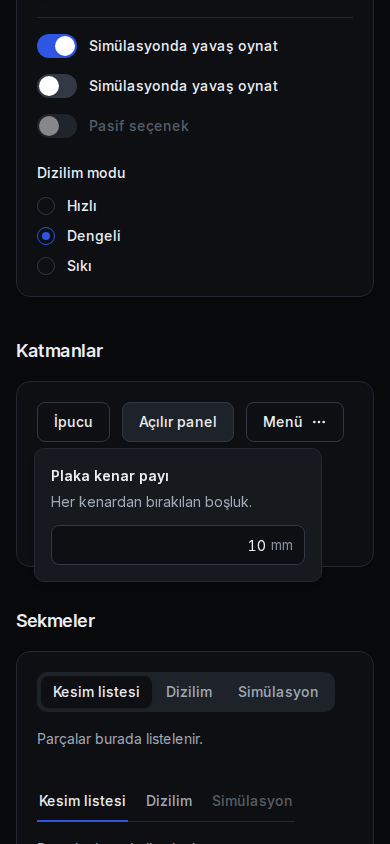 Simülasyonda yavaş oynat
Simülasyonda yavaş oynat
Pasif seçenek
Dizilim modu
Hızlı
Dengeli
Sıkı
Katmanlar
İpucu Açılır panel Menü ···
Plaka kenar payı
Her kenardan bırakılan boşluk.
10 mm
Sekmeler
Kesim listesi Dizilim Simülasyon
Parçalar burada listelenir.
Kesim listesi Dizilim Simülasyon